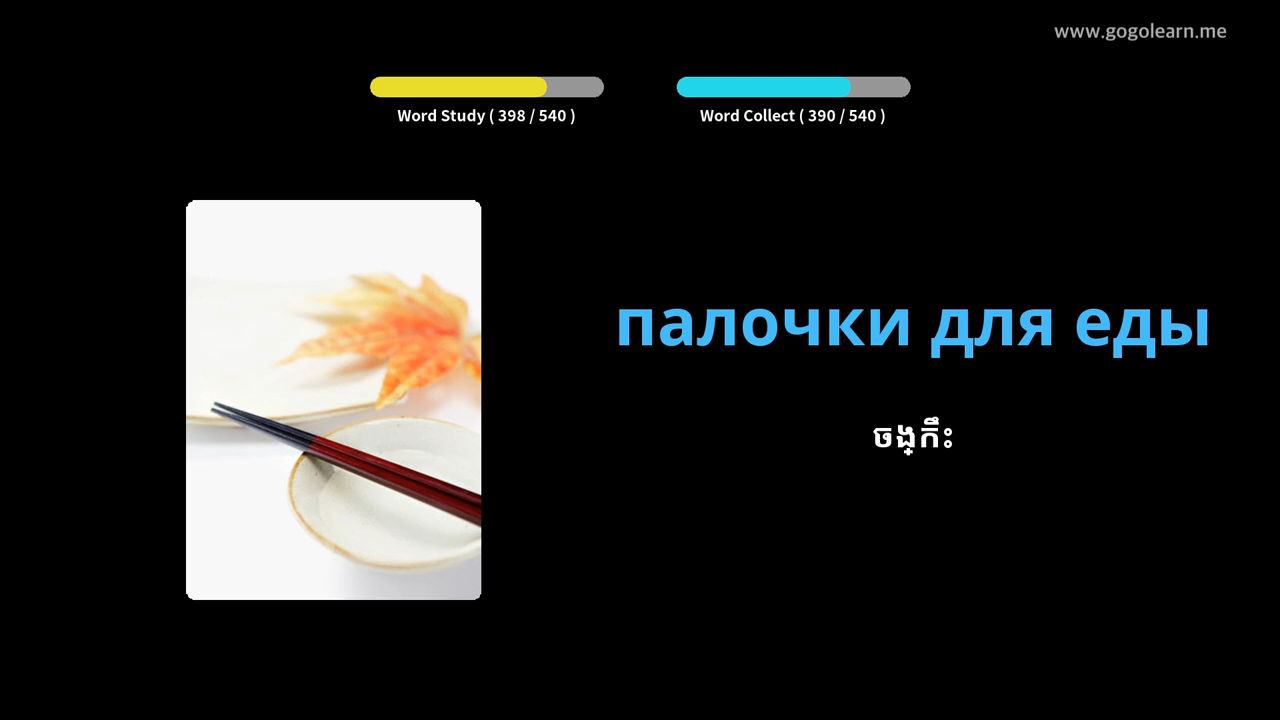 www.gogolearn.me
Word Study ( 398 / 540 )
Word Collect ( 390 / 540 )
палочки для еды
ចង្កឹះ